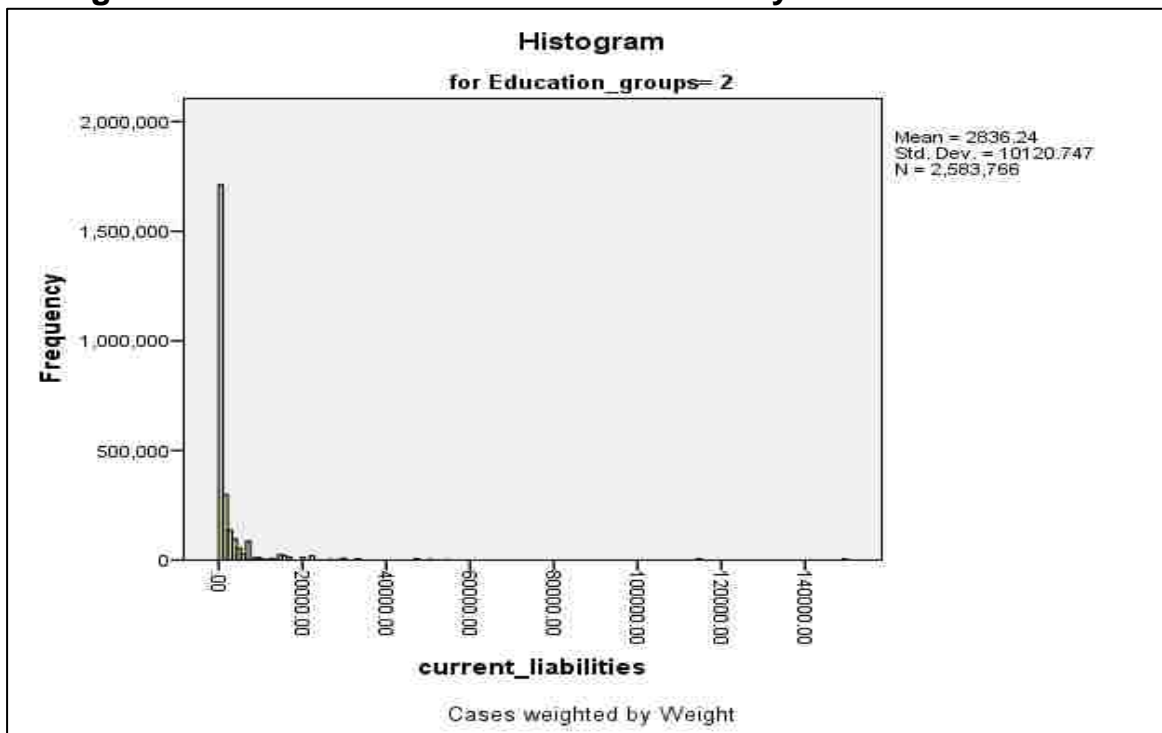 Histogram
for Education_groups= 2
Mean = 2836.24
Std. Dev. = 10120.747
N = 2,583,766
Frequency
2,000,000
1,500,000
1,000,000
500,000
0
.00
20000.00
40000.00
60000.00
80000.00
100000.00
120000.00
140000.00
current_liabilities
Cases weighted by Weight